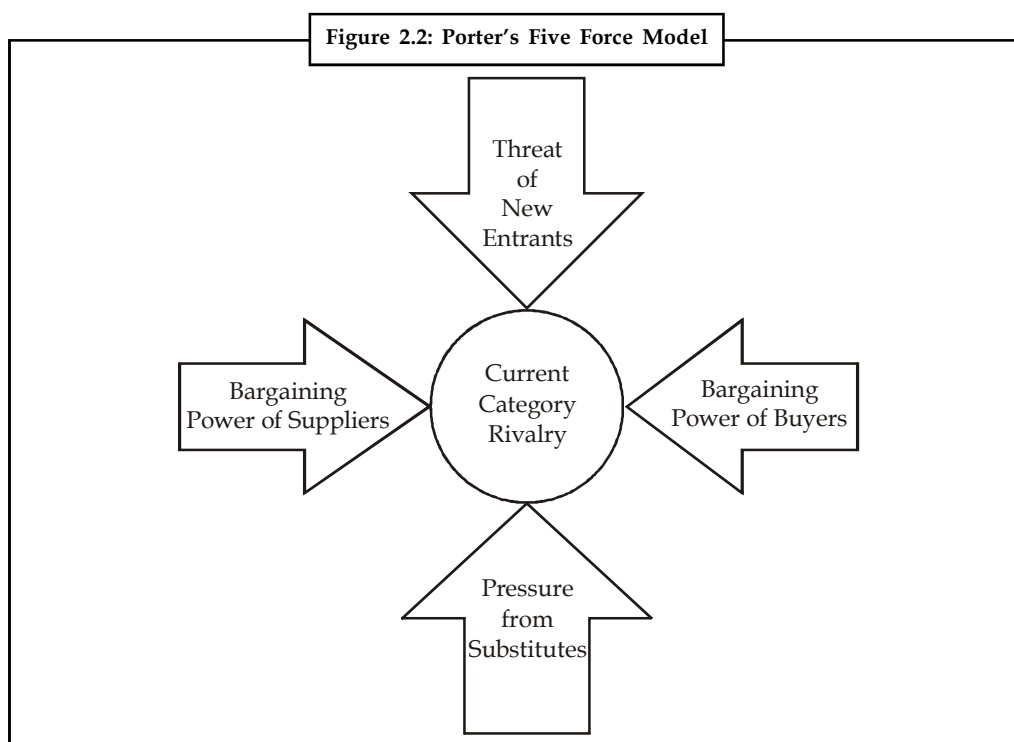 Figure 2.2: Porter's Five Force Model
Threat
of
New
Entrants
Bargaining
Power of Suppliers
Current
Category
Rivalry
Bargaining
Power of Buyers
Pressure
from
Substitutes